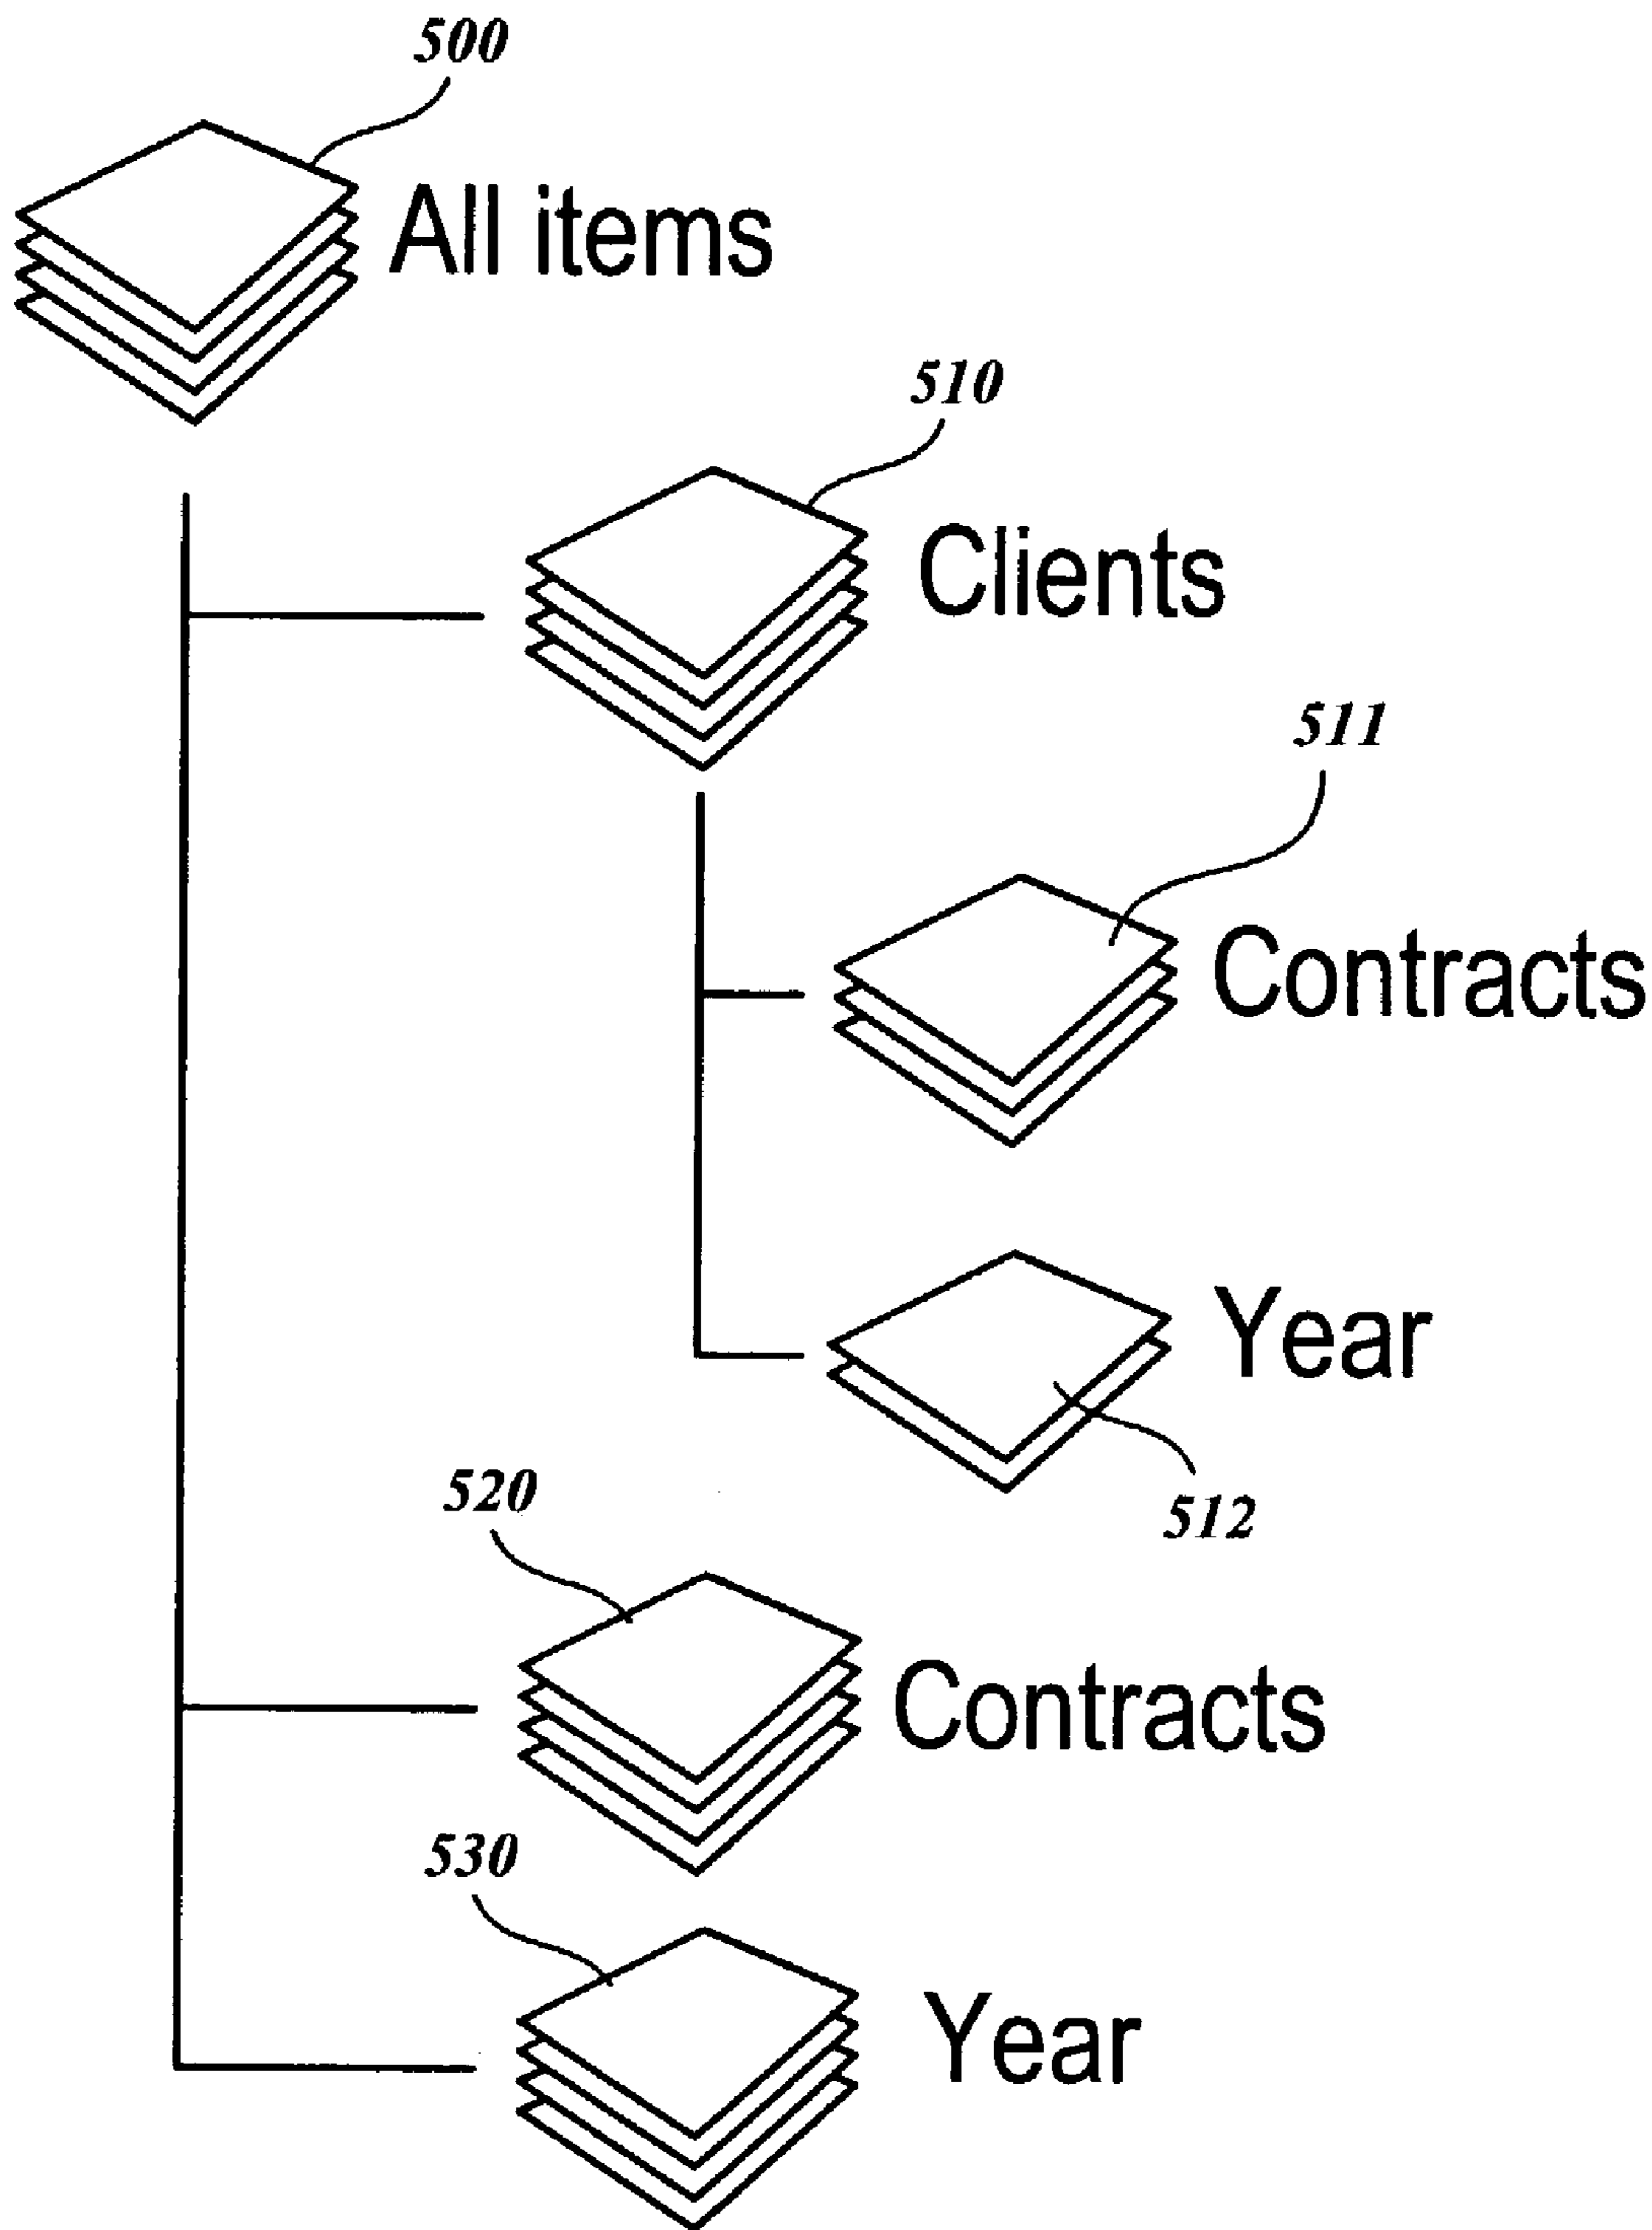 500
All items
510
Clients
511
Contracts
Year
512
520
Contracts
530
Year